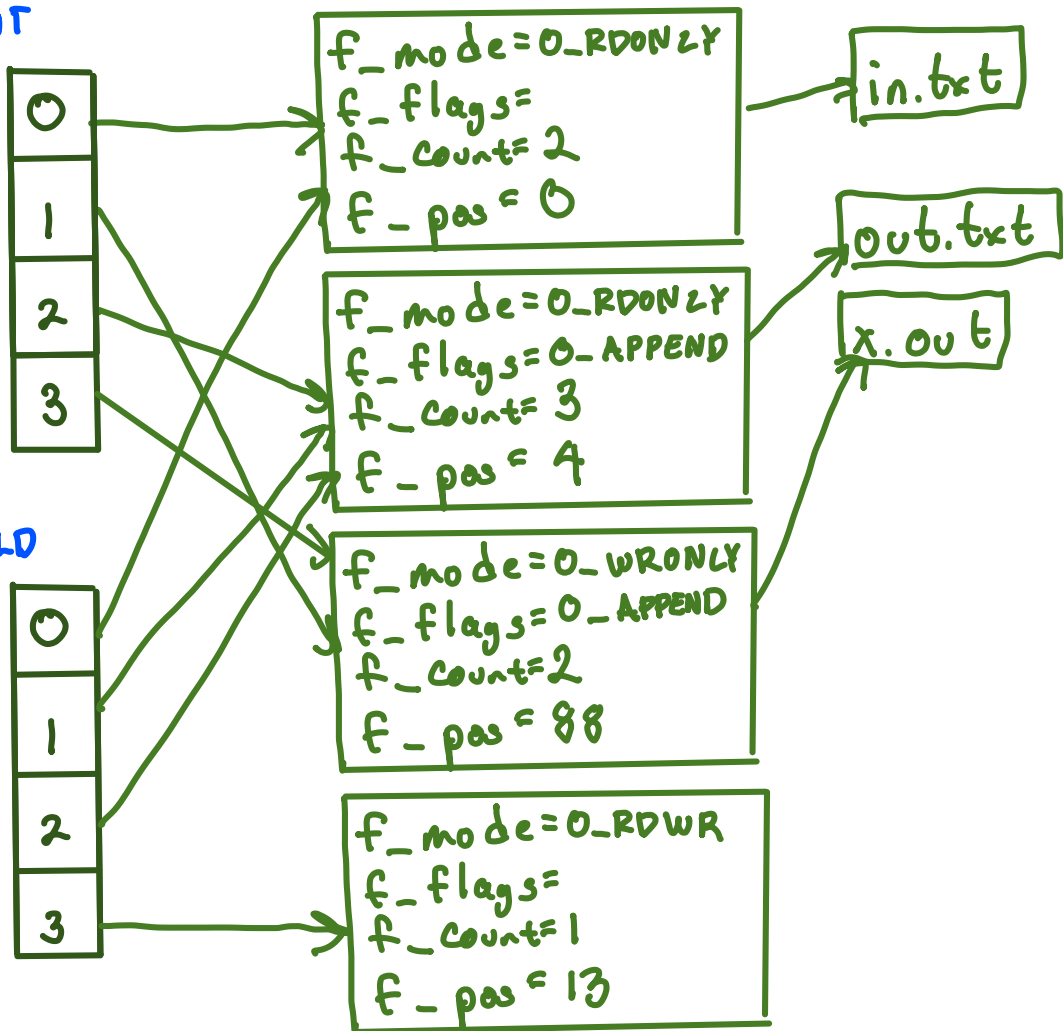 0
1
2
3
0
1
2
3
f_mode=O_RDONLY
f_flags=
f_count=2
f_pos=0
f_mode=O_RDONLY
f_flags=O_APPEND
f_count=3
f_pos=4
f_mode=O_WRONLY
f_flags=O_APPEND
f_count=2
f_pos=88
f_mode=O_RDWR
f_flags=
f_count=1
f_pos=13
in.txt
out.txt
x.out